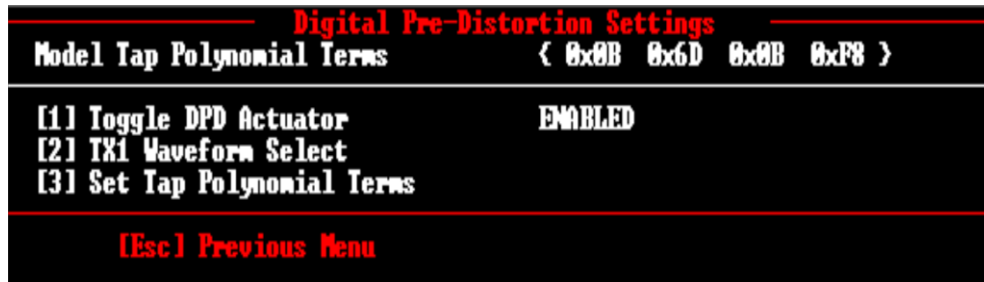 Digital Pre-Distortion Settings
Model Tap Polynomial Terms { 0x0B 0x6D 0x0B 0xF8 }
[1] Toggle DPD Actuator ENABLED
[2] TX1 Waveform Select
[3] Set Tap Polynomial Terms
[Esc] Previous Menu